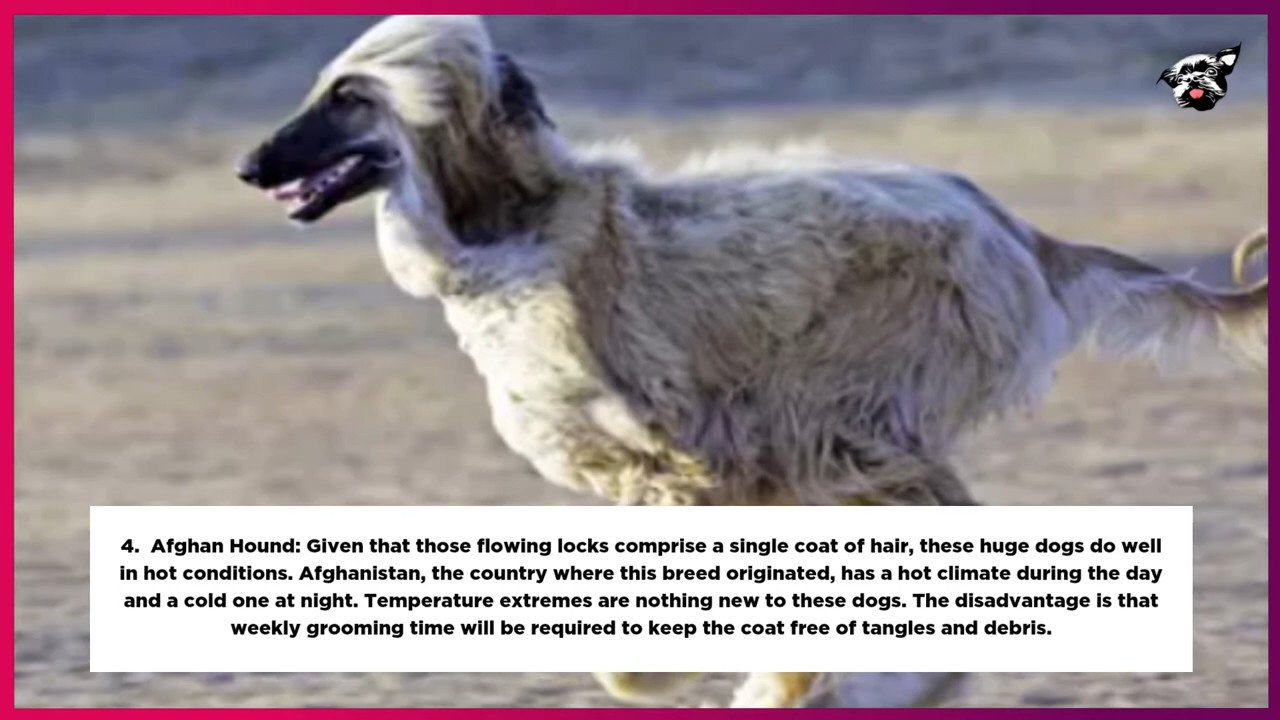 4. Afghan Hound: Given that those flowing locks comprise a single coat of hair, these huge dogs do well
in hot conditions. Afghanistan, the country where this breed originated, has a hot climate during the day
and a cold one at night. Temperature extremes are nothing new to these dogs. The disadvantage is that
weekly grooming time will be required to keep the coat free of tangles and debris.